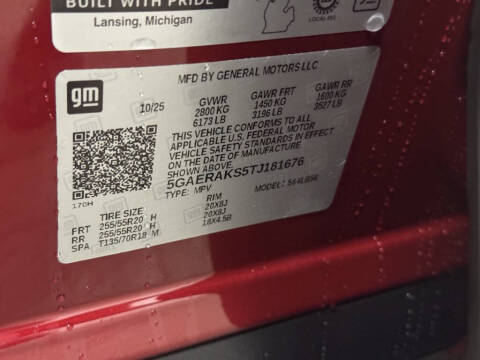 BUILT WITH PRIDE
Lansing, Michigan
LOCAL 652
gm
MFD BY GENERAL MOTORS LLC
10/25 GVWR GAWR FRT GAWR RR
2800 KG 1450 KG 1600 KG
6173 LB 3196 LB 3527 LB
THIS VEHICLE CONFORMS TO ALL
APPLICABLE U.S. FEDERAL MOTOR
VEHICLE SAFETY STANDARDS IN EFFECT
ON DATE OF MANUFACTURE SHOWN ABOVE
5GAERAKS5TJ181676
TYPE: MPV MODEL:
170H
TIRE SIZE
FRT 255/55R20 H 20X8J
RR 255/55R20 H 20X8J
SPA T135/70R18 M 18X4.5B